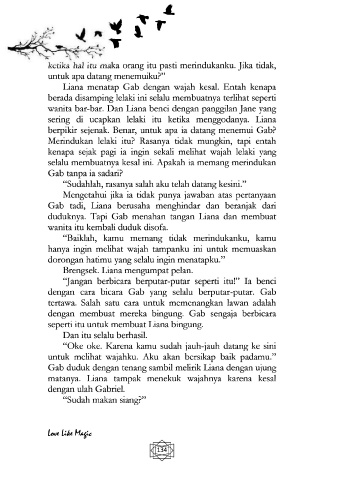 ketika hal itu maka orang itu pasti merindukanku. Jika tidak,
untuk apa datang menemuiku?”
Liana menatap Gab dengan wajah kesal. Entah kenapa
berada disamping lelaki ini selalu membuatnya terlihat seperti
wanita bar-bar. Dan Liana benci dengan panggilan Jane yang
sering di ucapkan lelaki itu ketika menggodanya. Liana
berpikir sejenak. Benar, untuk apa ia datang menemui Gab?
Merindukan lelaki itu? Rasanya tidak mungkin, tapi entah
kenapa sejak pagi ia ingin sekali melihat wajah lelaki yang
selalu membuatnya kesal ini. Apakah ia memang merindukan
Gab tanpa ia sadari?
“Sudahlah, rasanya salah aku telah datang kesini.”
Mengetahui jika ia tidak punya jawaban atas pertanyaan
Gab tadi, Liana berusaha menghindar dan beranjak dari
duduknya. Tapi Gab menahan tangan Liana dan membuat
wanita itu kembali duduk disofa.
“Baiklah, kamu memang tidak merindukanku, kamu
hanya ingin melihat wajah tampanku ini untuk memuaskan
dorongan hatimu yang selalu ingin menatapku.”
Brengsek. Liana mengumpat pelan.
“Jangan berbicara berputar-putar seperti itu!” Ia benci
dengan cara bicara Gab yang selalu berputar-putar. Gab
tertawa. Salah satu cara untuk memenangkan lawan adalah
dengan membuat mereka bingung. Gab sengaja berbicara
seperti itu untuk membuat Liana bingung.
Dan itu selalu berhasil.
“Oke oke. Karena kamu sudah jauh-jauh datang ke sini
untuk melihat wajahku. Aku akan bersikap baik padamu.”
Gab duduk dengan tenang sambil melirik Liana dengan ujung
matanya. Liana tampak menekuk wajahnya karena kesal
dengan ulah Gabriel.
“Sudah makan siang?”
Love Like Magic
134